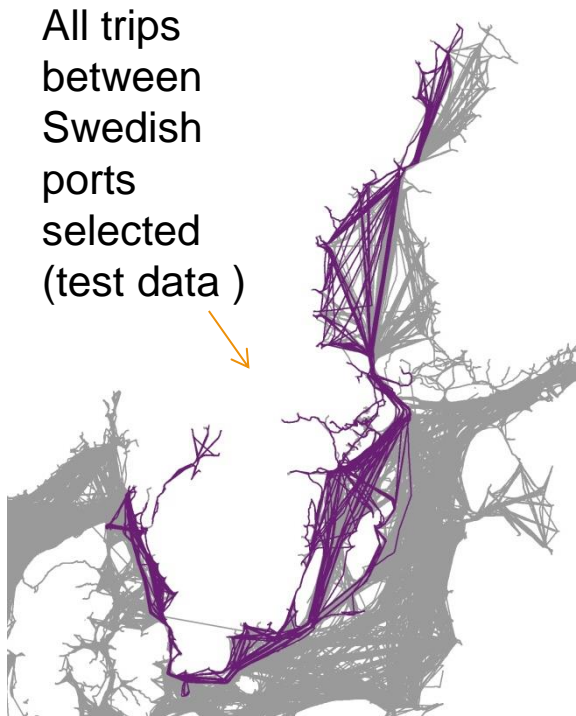 All trips
between
Swedish
ports
selected
(test data )